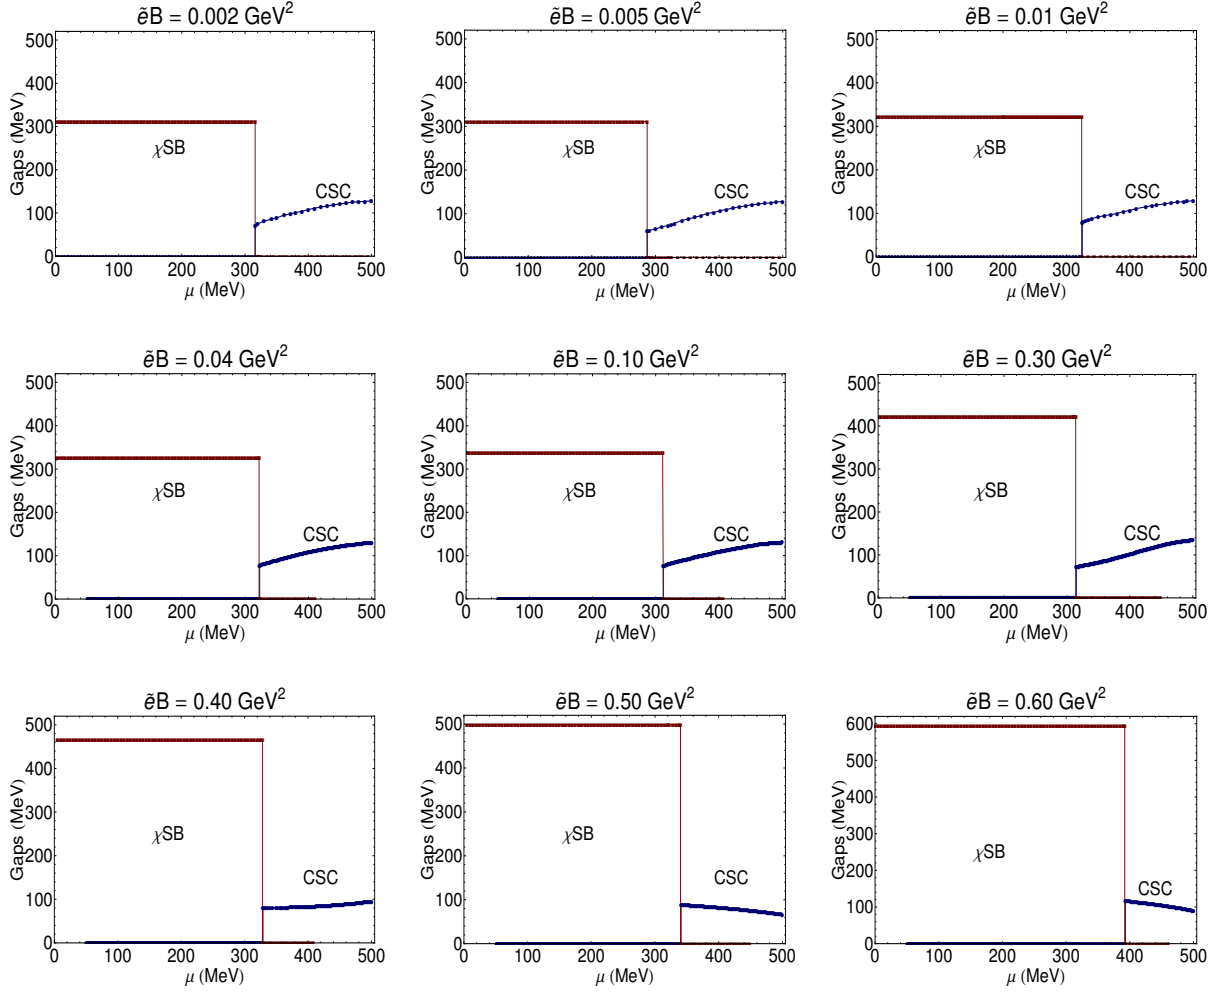 ẽB = 0.002 GeV²
Gaps (MeV)
500
400
300
200
100
0
χSB
CSC
0 100 200 300 400 500
μ (MeV)
ẽB = 0.005 GeV²
Gaps (MeV)
500
400
300
200
100
0
χSB
CSC
0 100 200 300 400 500
μ (MeV)
ẽB = 0.01 GeV²
Gaps (MeV)
500
400
300
200
100
0
χSB
CSC
0 100 200 300 400 500
μ (MeV)
ẽB = 0.04 GeV²
Gaps (MeV)
500
400
300
200
100
0
χSB
CSC
0 100 200 300 400 500
μ (MeV)
ẽB = 0.10 GeV²
Gaps (MeV)
500
400
300
200
100
0
χSB
CSC
0 100 200 300 400 500
μ (MeV)
ẽB = 0.30 GeV²
Gaps (MeV)
500
400
300
200
100
0
χSB
CSC
0 100 200 300 400 500
μ (MeV)
ẽB = 0.40 GeV²
Gaps (MeV)
500
400
300
200
100
0
χSB
CSC
0 100 200 300 400 500
μ (MeV)
ẽB = 0.50 GeV²
Gaps (MeV)
500
400
300
200
100
0
χSB
CSC
0 100 200 300 400 500
μ (MeV)
ẽB = 0.60 GeV²
Gaps (MeV)
600
500
400
300
200
100
0
χSB
CSC
0 100 200 300 400 500
μ (MeV)